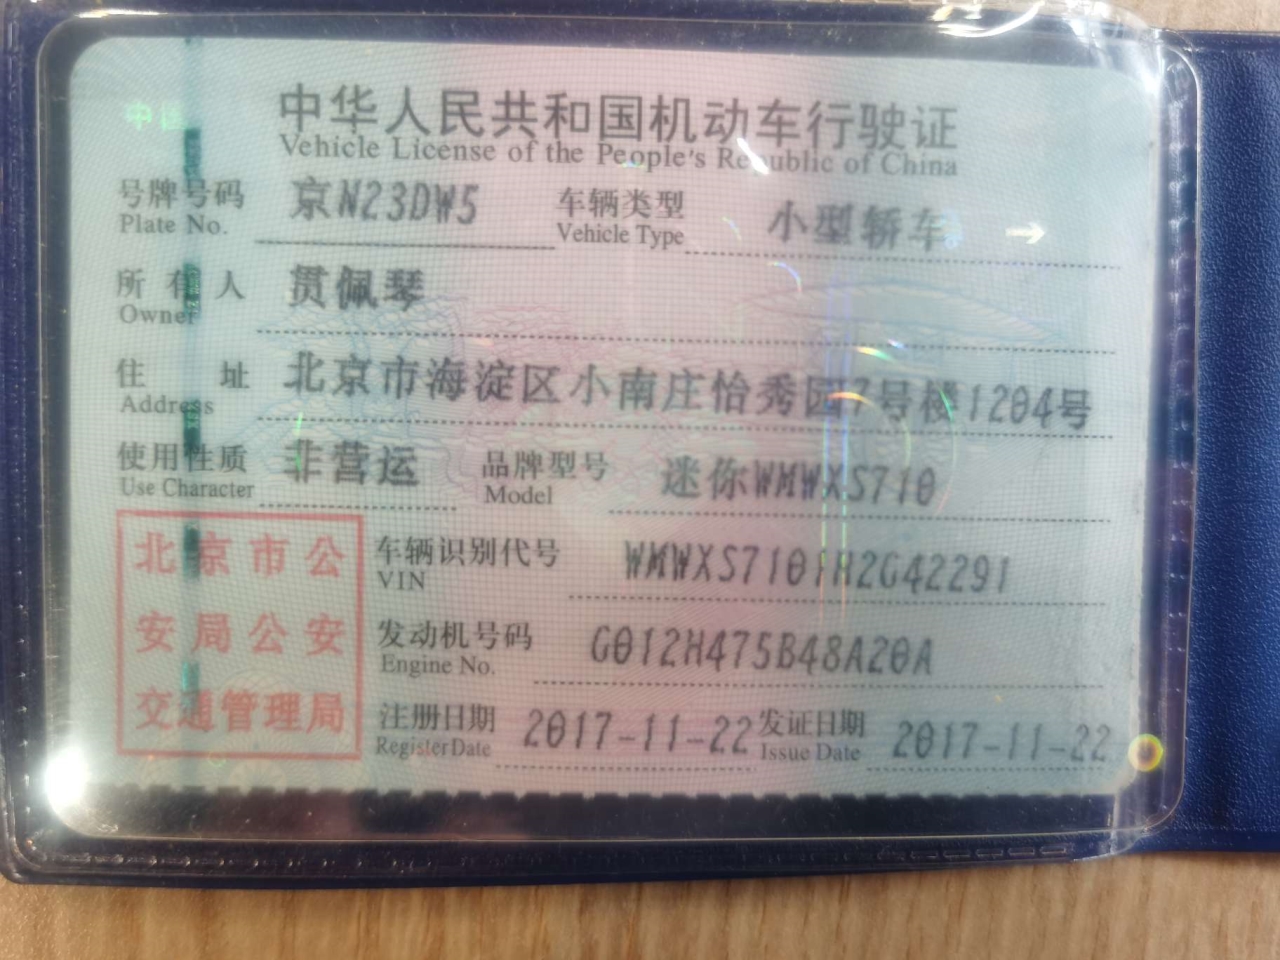 中华人民共和国机动车行驶证
Vehicle License of the People's Republic of China
号牌号码 京N23DW5 车辆类型 小型轿车
Plate No. Vehicle Type
所有人 贯佩琴
Owner
住址 北京市海淀区小南庄怡秀园7号楼1204号
Address
使用性质 非营运 品牌型号 迷你WMWXS710
Use Character Model
北京市公
安局公安
交通管理局
车辆识别代号 WMWXS7101H2G42291
VIN
发动机号码 G012H475B48A20A
Engine No.
注册日期 2017-11-22 发证日期 2017-11-22
Register Date Issue Date